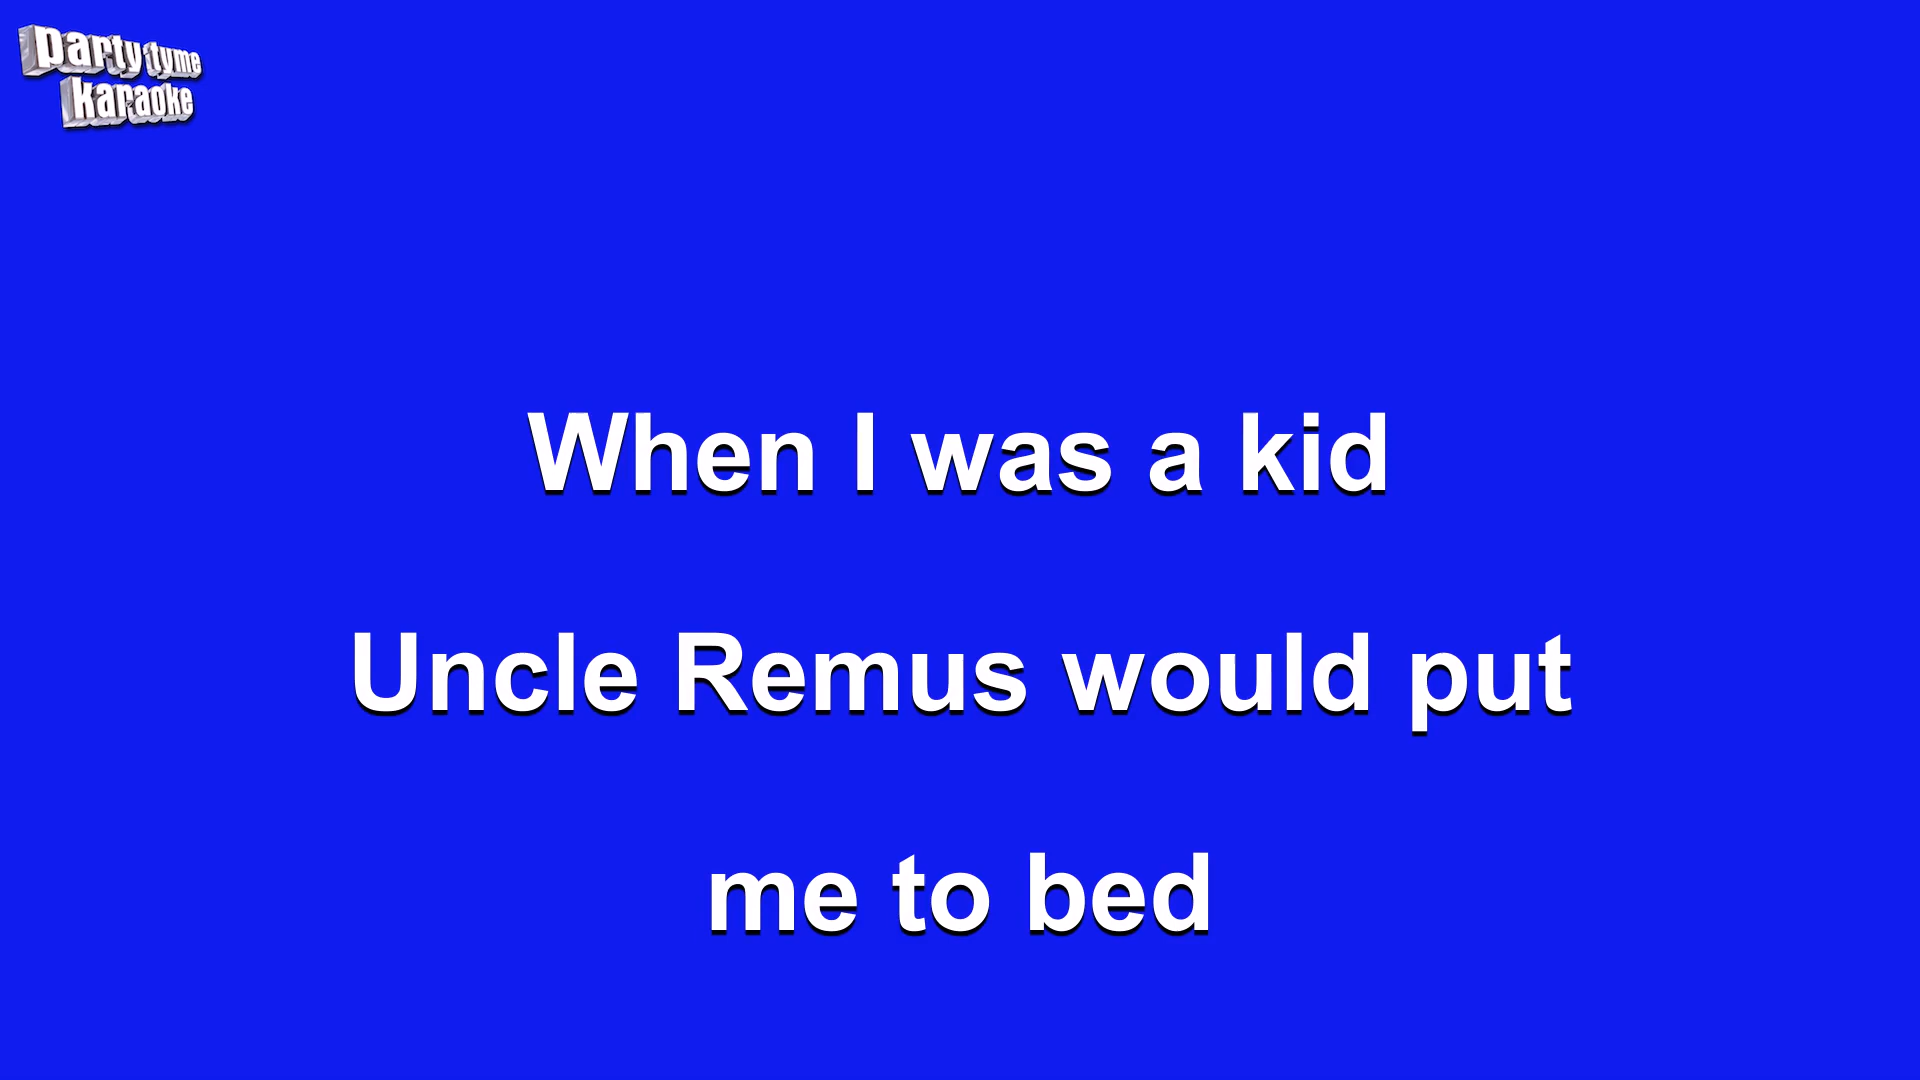 party tyme
karaoke
When I was a kid
Uncle Remus would put
me to bed